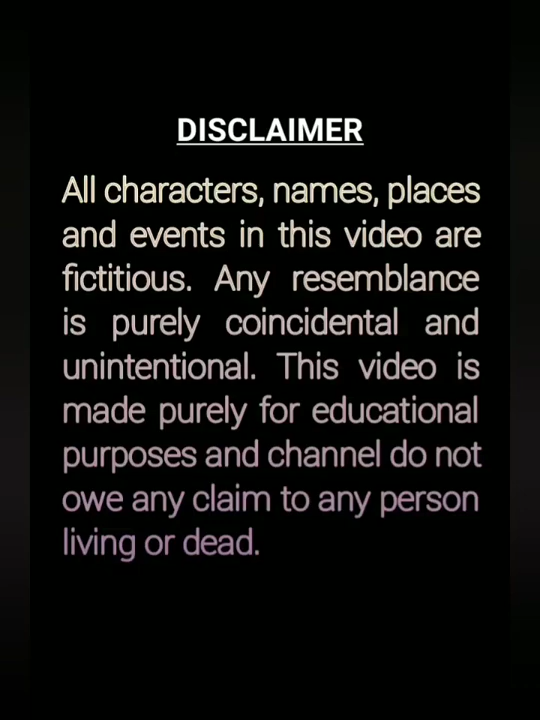 DISCLAIMER
All characters, names, places
and events in this video are
fictitious. Any resemblance
is purely coincidental and
unintentional. This video is
made purely for educational
purposes and channel do not
owe any claim to any person
living or dead.